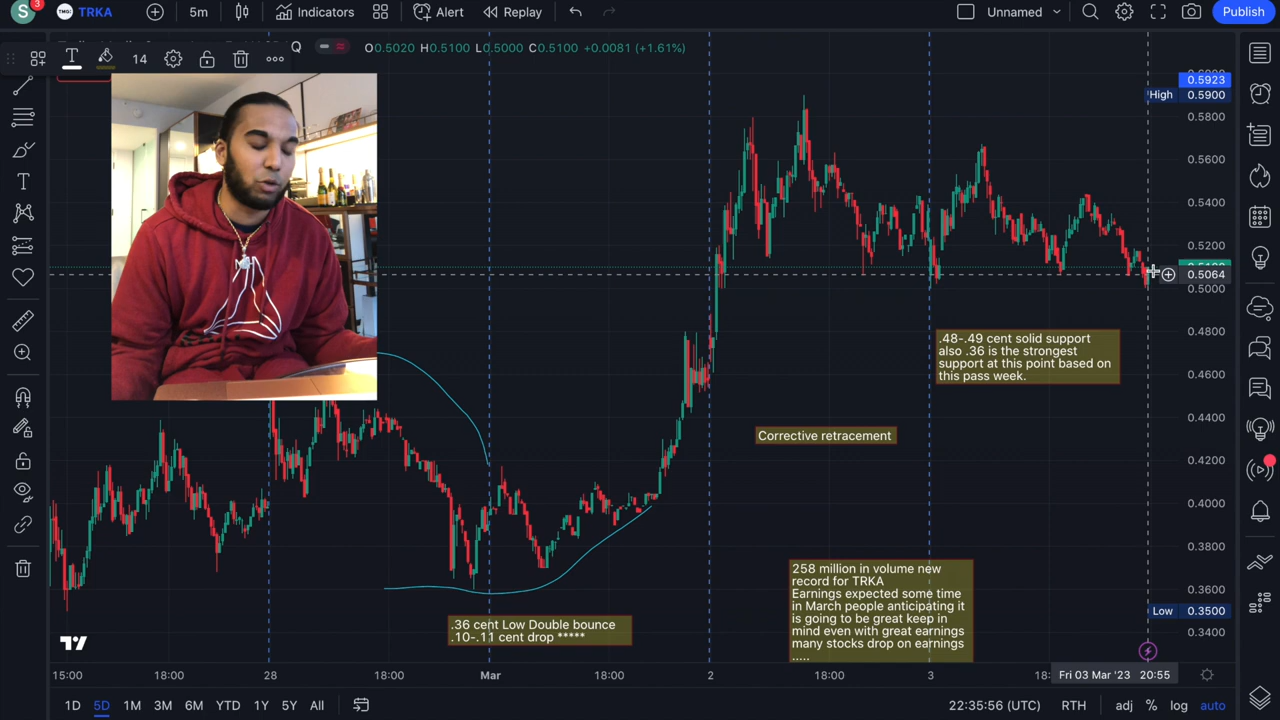 S
3
TMG
TRKA
5m
Indicators
Alert
Replay
Unnamed
Publish
14
Q
O0.5020 H0.5100 L0.5000 C0.5100 +0.0081 (+1.61%)
0.5923
High 0.5900
0.5800
0.5600
0.5400
0.5200
0.5064
0.5000
0.4800
0.4600
0.4400
0.4200
0.4000
0.3800
0.3600
Low 0.3500
0.3400
.48-.49 cent solid support
also .36 is the strongest
support at this point based on
this pass week.
Corrective retracement
258 million in volume new
record for TRKA
Earnings expected some time
in March people anticipating it
is going to be great keep in
mind even with great earnings
many stocks drop on earnings
.....
.36 cent Low Double bounce
.10-.11 cent drop *****
15:00 18:00 28 18:00 Mar 18:00 2 18:00 3 18: Fri 03 Mar '23 20:55
1D 5D 1M 3M 6M YTD 1Y 5Y All
22:35:56 (UTC) RTH adj % log auto